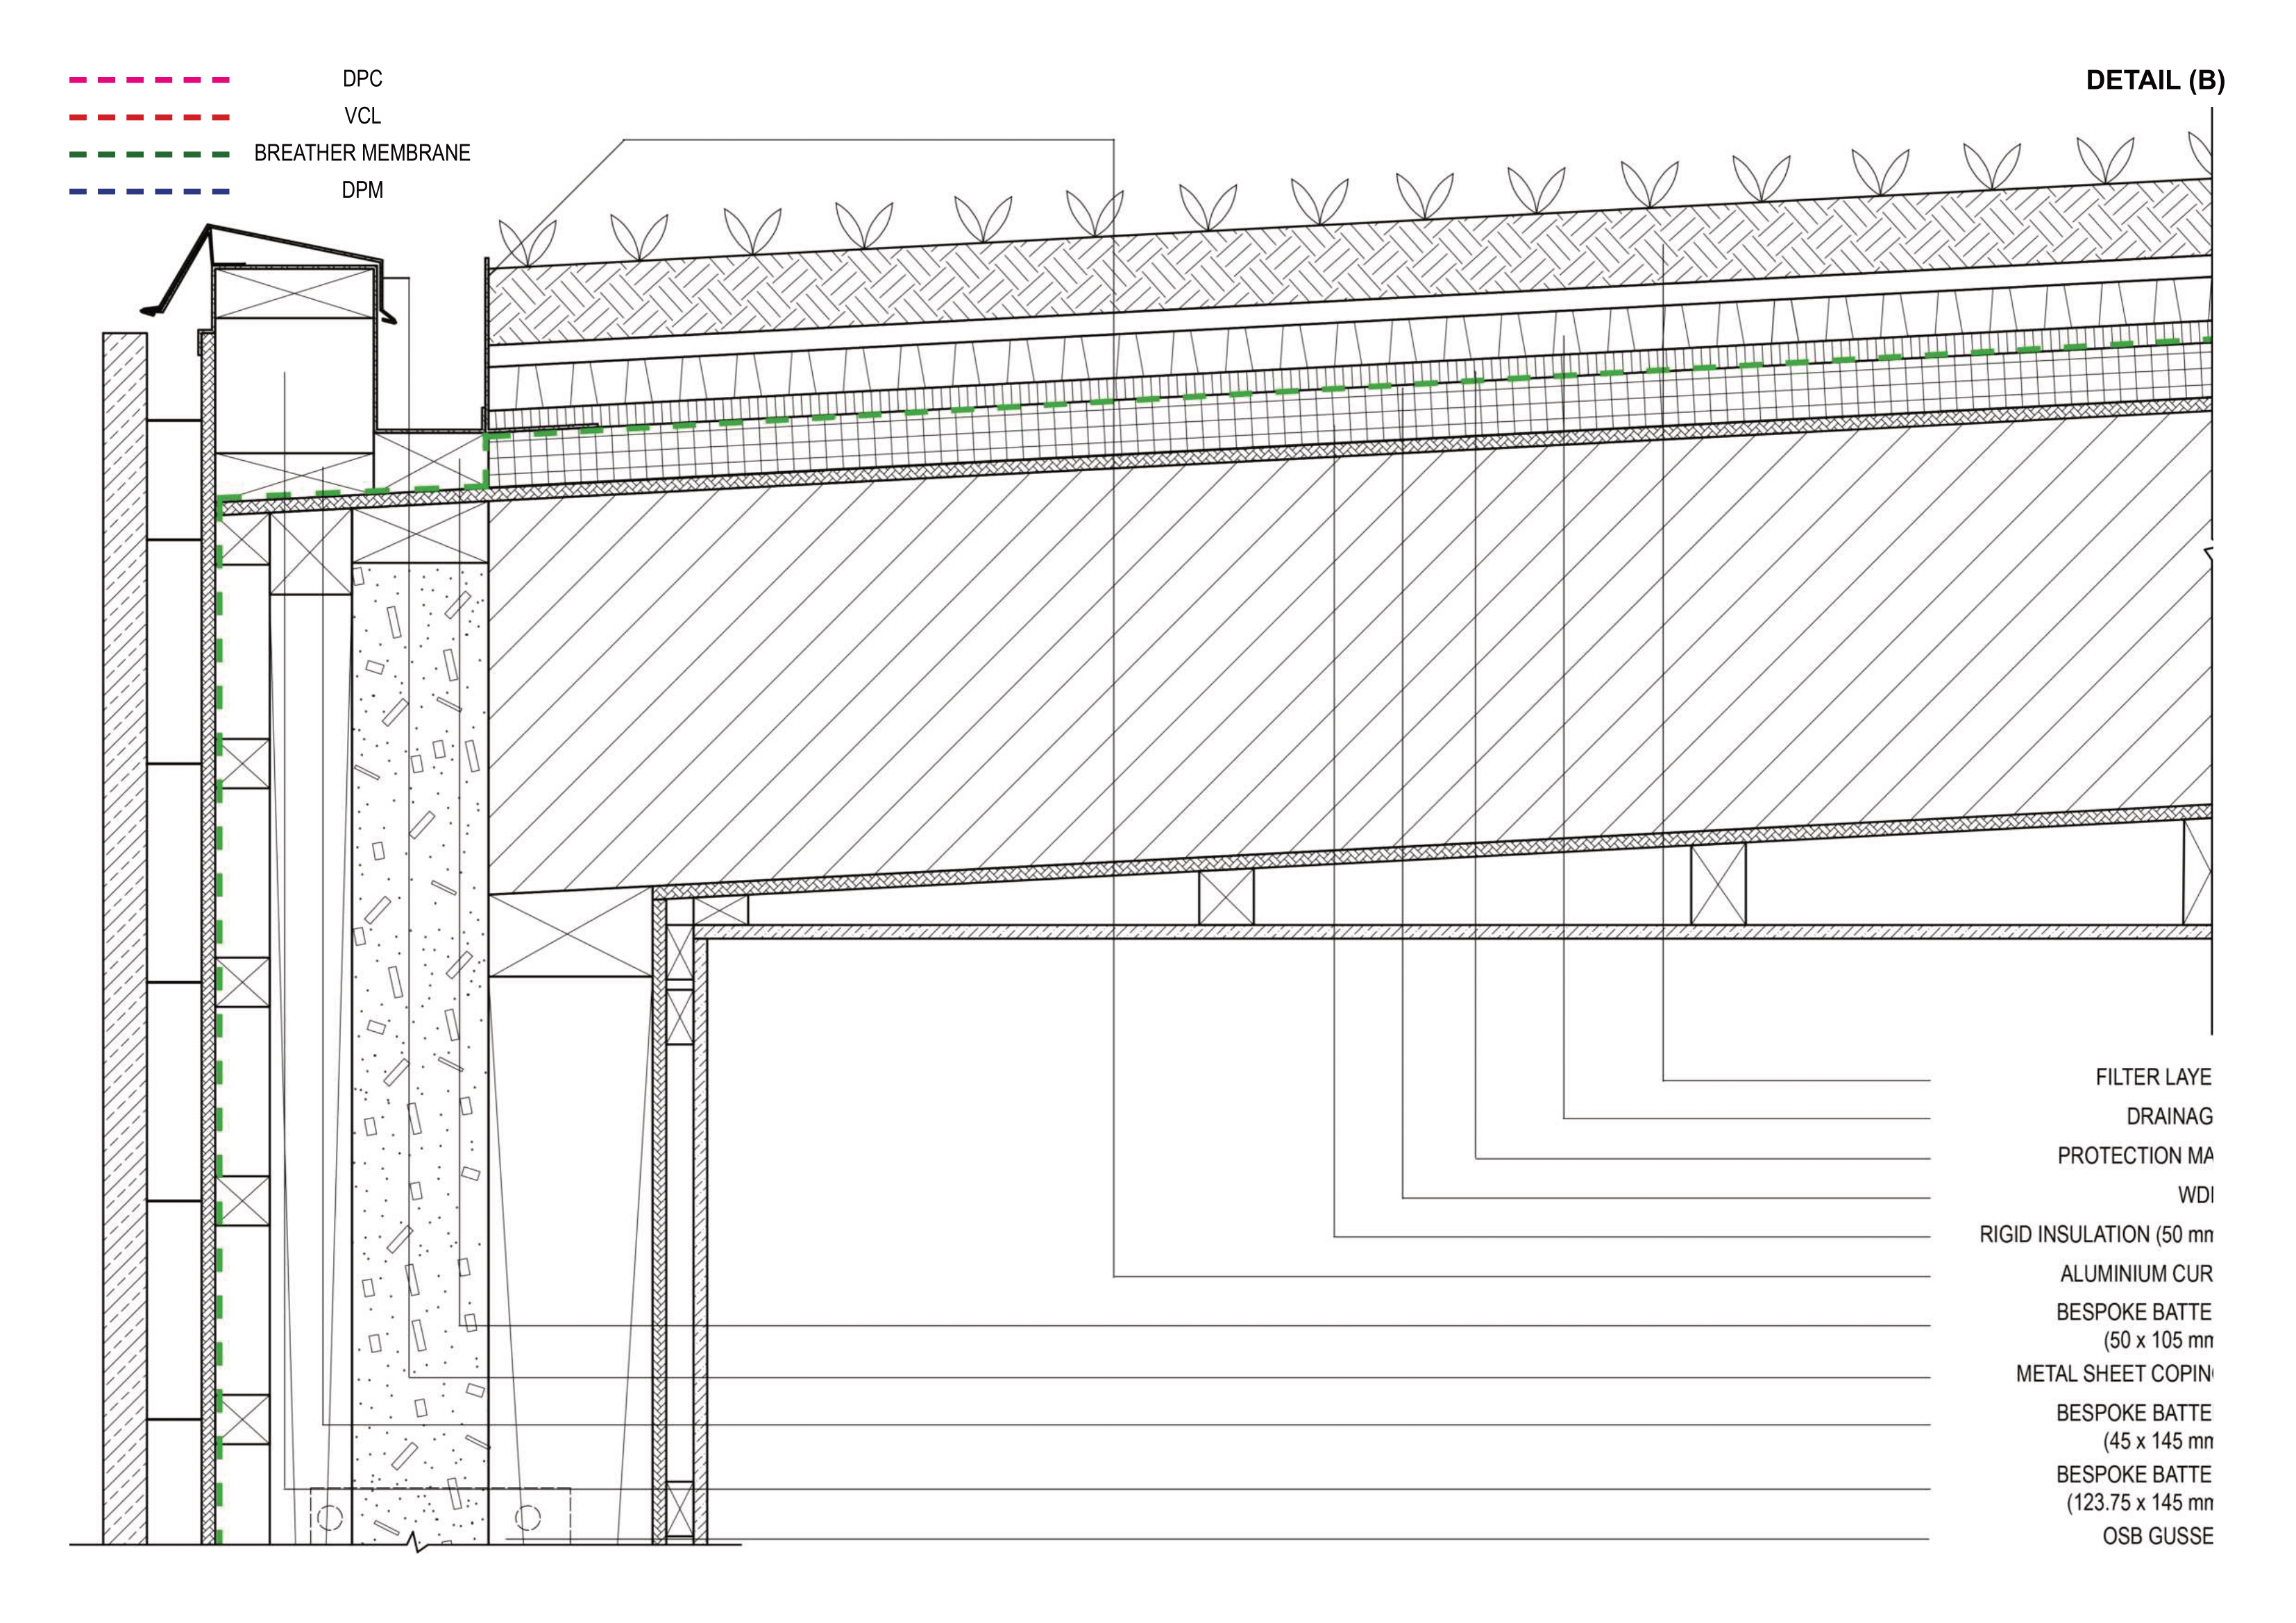 DPC
VCL
BREATHER MEMBRANE
DPM
DETAIL (B)
FILTER LAYE
DRAINAG
PROTECTION MA
RIGID INSULATION (50 mm
ALUMINIUM CUR
BESPOKE BATTE
(50 x 105 mm
METAL SHEET COPIN
BESPOKE BATTE
(45 x 145 mm
BESPOKE BATTE
(123.75 x 145 mm
OSB GUSSE